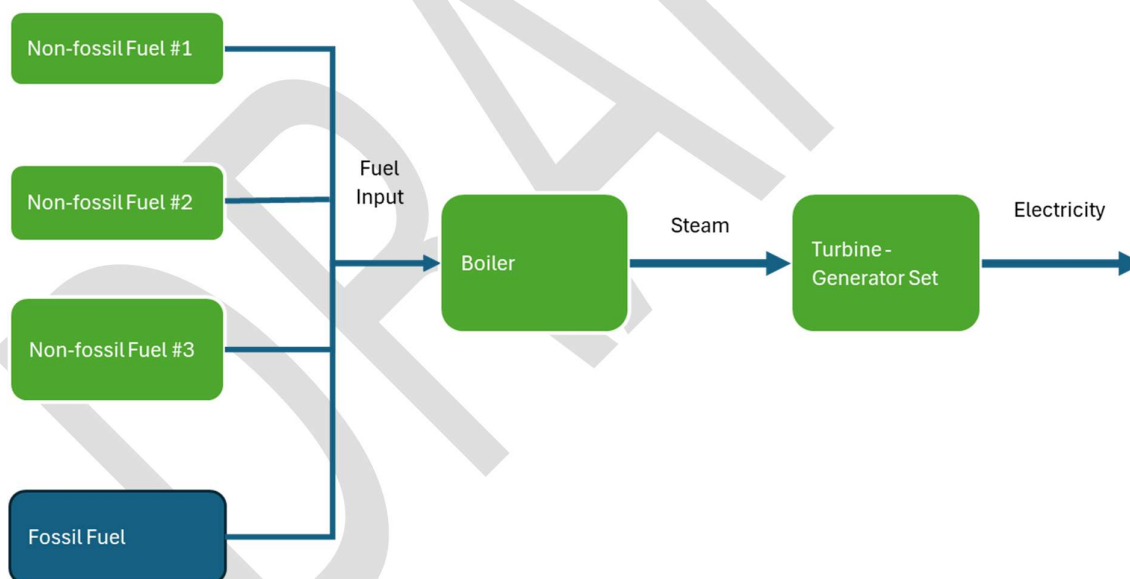 Non-fossil Fuel #1
Non-fossil Fuel #2
Non-fossil Fuel #3
Fossil Fuel
Fuel
Input
Boiler
Steam
Turbine -
Generator Set
Electricity
DRAF